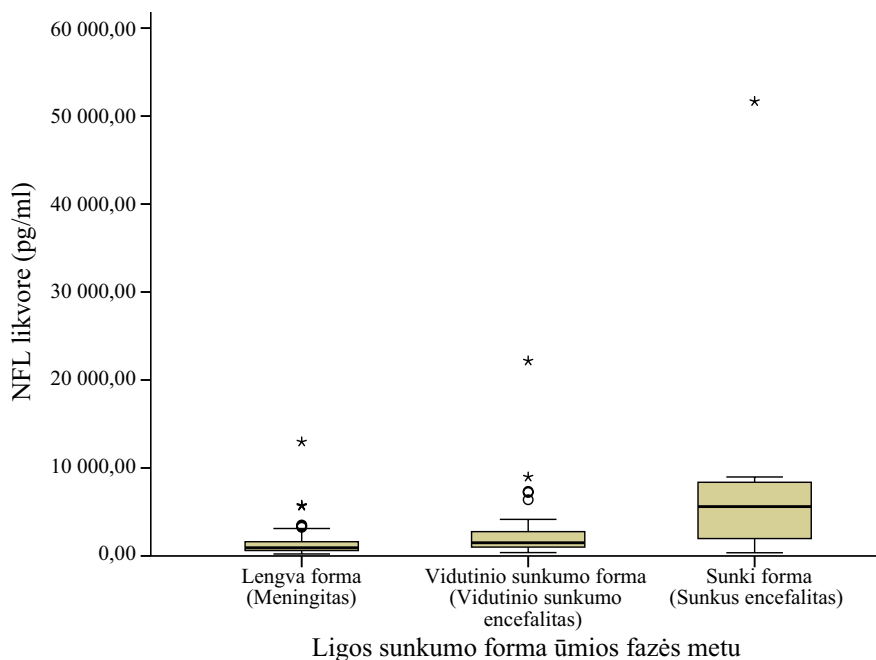 60 000,00
50 000,00
40 000,00
30 000,00
20 000,00
10 000,00
0,00
NFL likvore (pg/ml)
Lengva forma
(Meningitas)
Vidutinio sunkumo forma
(Vidutinio sunkumo
encefalitas)
Sunki forma
(Sunkus encefalitas)
Ligos sunkumo forma ūmios fazės metu